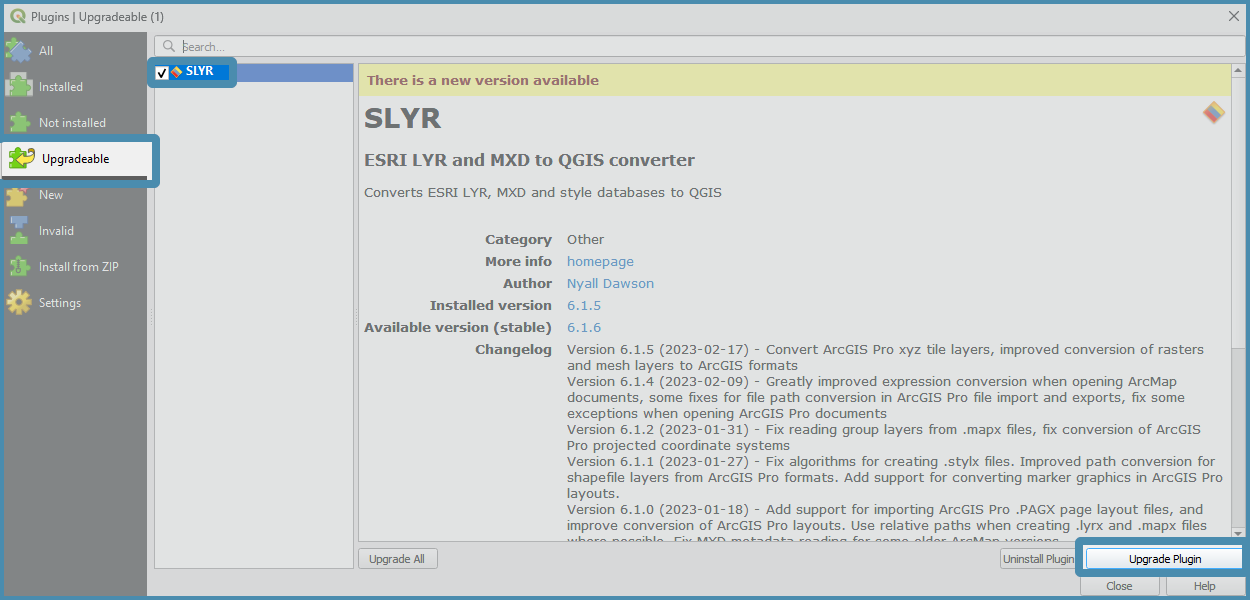 Plugins | Upgradeable (1)
All
Installed
Not installed
Upgradeable
New
Invalid
Install from ZIP
Settings
Search...
SLYR
There is a new version available
SLYR
ESRI LYR and MXD to QGIS converter
Converts ESRI LYR, MXD and style databases to QGIS
Category Other
More info homepage
Author Nyall Dawson
Installed version 6.1.5
Available version (stable) 6.1.6
Changelog Version 6.1.5 (2023-02-17) - Convert ArcGIS Pro xyz tile layers, improved conversion of rasters
and mesh layers to ArcGIS formats
Version 6.1.4 (2023-02-09) - Greatly improved expression conversion when opening ArcMap
documents, some fixes for file path conversion in ArcGIS Pro file import and exports, fix some
exceptions when opening ArcGIS Pro documents
Version 6.1.2 (2023-01-31) - Fix reading group layers from .mapx files, fix conversion of ArcGIS
Pro projected coordinate systems
Version 6.1.1 (2023-01-27) - Fix algorithms for creating .stylx files. Improved path conversion for
shapefile layers from ArcGIS Pro formats. Add support for converting marker graphics in ArcGIS Pro
layouts.
Version 6.1.0 (2023-01-18) - Add support for importing ArcGIS Pro .PAGX page layout files, and
improve conversion of ArcGIS Pro layouts. Use relative paths when creating .lyrx and .mapx files
where possible. Fix MXD metadata reading for some older ArcMap versions.
Upgrade All
Uninstall Plugin
Upgrade Plugin
Close
Help